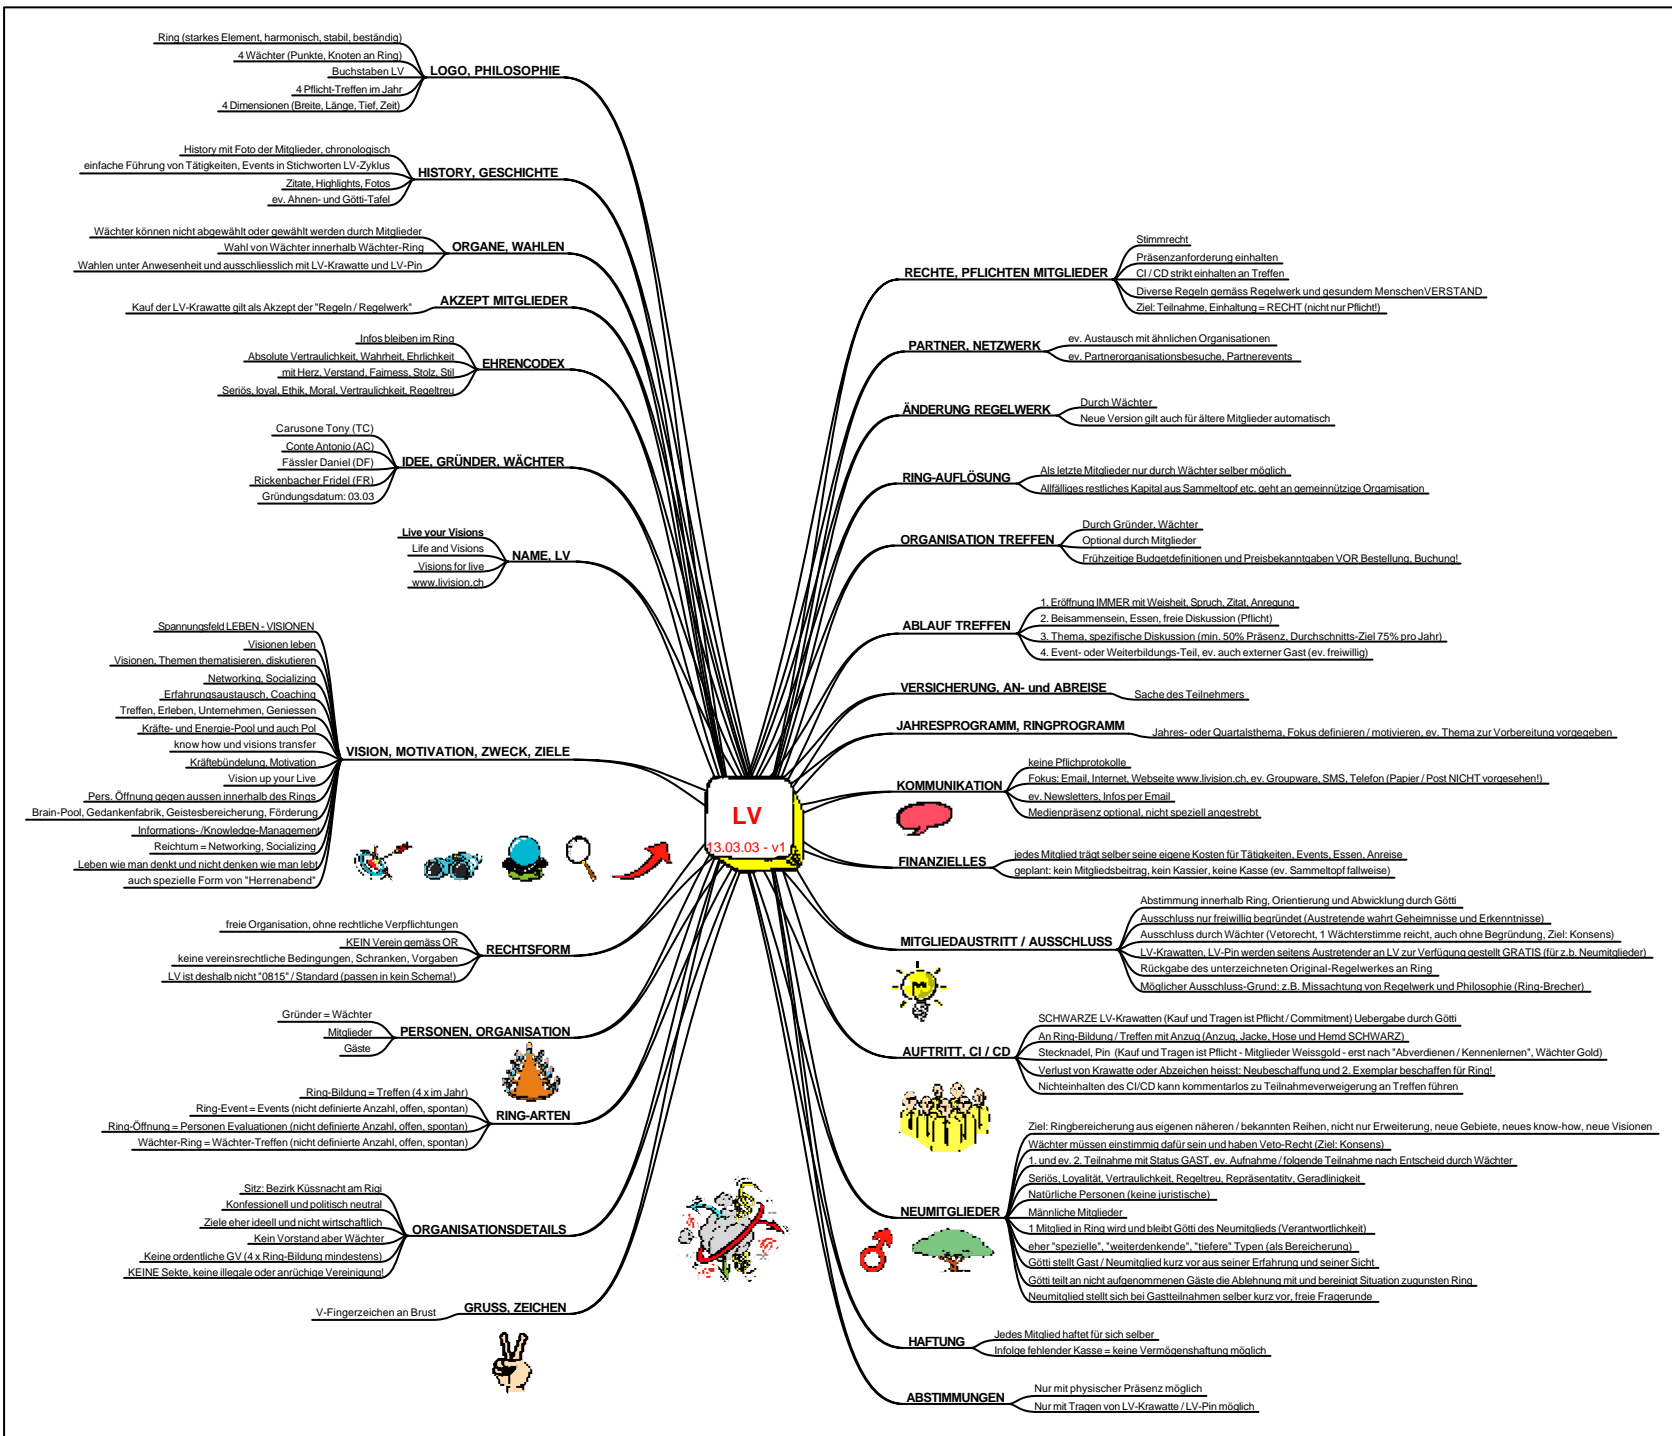 Ring (starkes Element, harmonisch, stabil, beständig)
4 Wächter (Punkte, Knoten an Ring)
Buchstaben LV
4 Pflicht-Treffen im Jahr
4 Dimensionen (Breite, Länge, Tief, Zeit)
LOGO, PHILOSOPHIE
History mit Foto der Mitglieder, chronologisch
einfache Führung von Tätigkeiten, Events in Stichworten LV-Zyklus
Zitate, Highlights, Fotos
ev. Ahnen- und Götti-Tafel
HISTORY, GESCHICHTE
Wächter können nicht abgewählt oder gewählt werden durch Mitglieder
Wahl von Wächter innerhalb Wächter-Ring
Wahlen unter Anwesenheit und ausschliesslich mit LV-Krawatte und LV-Pin
ORGANE, WAHLEN
Kauf der LV-Krawatte gilt als Akzept der "Regeln / Regelwerk"
AKZEPT MITGLIEDER
Infos bleiben im Ring
Absolute Vertraulichkeit, Wahrheit, Ehrlichkeit
mit Herz, Verstand, Fairness, Stolz, Stil
Seriös, loyal, Ethik, Moral, Vertraulichkeit, Regeltreu
EHRENCODEX
Carusone Tony (TC)
Conte Antonio (AC)
Fässler Daniel (DF)
Rickenbacher Fridel (FR)
Gründungsdatum: 03.03
IDEE, GRÜNDER, WÄCHTER
Live your Visions
Life and Visions
Visions for live
www.livision.ch
NAME, LV
Spannungsfeld LEBEN - VISIONEN
Visionen leben
Visionen, Themen thematisieren, diskutieren
Networking, Socializing
Erfahrungsaustausch, Coaching
Treffen, Erleben, Unternehmen, Geniessen
Kräfte- und Energie-Pool und auch Pol
know how und visions transfer
Kräftebündelung, Motivation
Vision up your Live
Pers. Öffnung gegen aussen innerhalb des Rings
Brain-Pool, Gedankenfabrik, Geistesbereicherung, Förderung
Informations- /Knowledge-Management
Reichtum = Networking, Socializing
Leben wie man denkt und nicht denken wie man lebt
auch spezielle Form von "Herrenabend"
VISION, MOTIVATION, ZWECK, ZIELE
freie Organisation, ohne rechtliche Verpflichtungen
KEIN Verein gemäss OR
keine vereinsrechtliche Bedingungen, Schranken, Vorgaben
LV ist deshalb nicht "0815" / Standard (passen in kein Schema!)
RECHTSFORM
Gründer = Wächter
Mitglieder
Gäste
PERSONEN, ORGANISATION
Ring-Bildung = Treffen (4 x im Jahr)
Ring-Event = Events (nicht definierte Anzahl, offen, spontan)
Ring-Öffnung = Personen Evaluationen (nicht definierte Anzahl, offen, spontan)
Wächter-Ring = Wächter-Treffen (nicht definierte Anzahl, offen, spontan)
RING-ARTEN
Sitz: Bezirk Küssnacht am Rigi
Konfessionell und politisch neutral
Ziele eher ideell und nicht wirtschaftlich
Kein Vorstand aber Wächter
Keine ordentliche GV (4 x Ring-Bildung mindestens)
KEINE Sekte, keine illegale oder anrüchige Vereinigung!
ORGANISATIONSDETAILS
V-Fingerzeichen an Brust
GRUSS, ZEICHEN
LV
13.03.03 - v1
RECHTE, PFLICHTEN MITGLIEDER
Stimmrecht
Präsenzanforderung einhalten
CI / CD strikt einhalten an Treffen
Diverse Regeln gemäss Regelwerk und gesundem MenschenVERSTAND
Ziel: Teilnahme, Einhaltung = RECHT (nicht nur Pflicht!)
PARTNER, NETZWERK
ev. Austausch mit ähnlichen Organisationen
ev. Partnerorganisationsbesuche, Partnerevents
ÄNDERUNG REGELWERK
Durch Wächter
Neue Version gilt auch für ältere Mitglieder automatisch
RING-AUFLÖSUNG
Als letzte Mitglieder nur durch Wächter selber möglich
Allfälliges restliches Kapital aus Sammeltopf etc. geht an gemeinnützige Orgamisation
ORGANISATION TREFFEN
Durch Gründer, Wächter
Optional durch Mitglieder
Frühzeitige Budgetdefinitionen und Preisbekanntgaben VOR Bestellung, Buchung!
ABLAUF TREFFEN
1. Eröffnung IMMER mit Weisheit, Spruch, Zitat, Anregung
2. Beisammensein, Essen, freie Diskussion (Pflicht)
3. Thema, spezifische Diskussion (min. 50% Präsenz, Durchschnitts-Ziel 75% pro Jahr)
4. Event- oder Weiterbildungs-Teil, ev. auch externer Gast (ev. freiwillig)
VERSICHERUNG, AN- und ABREISE
Sache des Teilnehmers
JAHRESPROGRAMM, RINGPROGRAMM
Jahres- oder Quartalsthema, Fokus definieren / motivieren, ev. Thema zur Vorbereitung vorgegeben
KOMMUNIKATION
keine Pflichprotokolle
Fokus: Email, Internet, Webseite www.livision.ch, ev. Groupware, SMS, Telefon (Papier / Post NICHT vorgesehen!)
ev. Newsletters, Infos per Email
Medienpräsenz optional, nicht speziell angestrebt
FINANZIELLES
jedes Mitglied trägt selber seine eigene Kosten für Tätigkeiten, Events, Essen, Anreise
geplant: kein Mitgliedsbeitrag, kein Kassier, keine Kasse (ev. Sammeltopf fallweise)
MITGLIEDAUSTRITT / AUSSCHLUSS
Abstimmung innerhalb Ring, Orientierung und Abwicklung durch Götti
Ausschluss nur freiwillig begründet (Austretende wahrt Geheimnisse und Erkenntnisse)
Ausschluss durch Wächter (Vetorecht, 1 Wächterstimme reicht, auch ohne Begründung, Ziel: Konsens)
LV-Krawatten, LV-Pin werden seitens Austretender an LV zur Verfügung gestellt GRATIS (für z.b. Neumitglieder)
Rückgabe des unterzeichneten Original-Regelwerkes an Ring
Möglicher Ausschluss-Grund: z.B. Missachtung von Regelwerk und Philosophie (Ring-Brecher)
AUFTRITT, CI / CD
SCHWARZE LV-Krawatten (Kauf und Tragen ist Pflicht / Commitment) Uebergabe durch Götti
An Ring-Bildung / Treffen mit Anzug (Anzug, Jacke, Hose und Hemd SCHWARZ)
Stecknadel, Pin (Kauf und Tragen ist Pflicht - Mitglieder Weissgold - erst nach "Abverdienen / Kennenlernen", Wächter Gold)
Verlust von Krawatte oder Abzeichen heisst: Neubeschaffung und 2. Exemplar beschaffen für Ring!
Nichteinhalten des CI/CD kann kommentarlos zu Teilnahmeverweigerung an Treffen führen
NEUMITGLIEDER
Ziel: Ringbereicherung aus eigenen näheren / bekannten Reihen, nicht nur Erweiterung, neue Gebiete, neues know-how, neue Visionen
Wächter müssen einstimmig dafür sein und haben Veto-Recht (Ziel: Konsens)
1. und ev. 2. Teilnahme mit Status GAST, ev. Aufnahme / folgende Teilnahme nach Entscheid durch Wächter
Seriös, Loyalität, Vertraulichkeit, Regeltreu, Repräsentativ, Geradlinigkeit
Natürliche Personen (keine juristische)
Männliche Mitglieder
1 Mitglied in Ring wird und bleibt Götti des Neumitglieds (Verantwortlichkeit)
eher "spezielle", "weiterdenkende", "tiefere" Typen (als Bereicherung)
Götti stellt Gast / Neumitglied kurz vor aus seiner Erfahrung und seiner Sicht
Götti teilt an nicht aufgenommenen Gäste die Ablehnung mit und bereinigt Situation zugunsten Ring
Neumitglied stellt sich bei Gastteilnahmen selber kurz vor, freie Fragerunde
HAFTUNG
Jedes Mitglied haftet für sich selber
Infolge fehlender Kasse = keine Vermögenshaftung möglich
ABSTIMMUNGEN
Nur mit physischer Präsenz möglich
Nur mit Tragen von LV-Krawatte / LV-Pin möglich